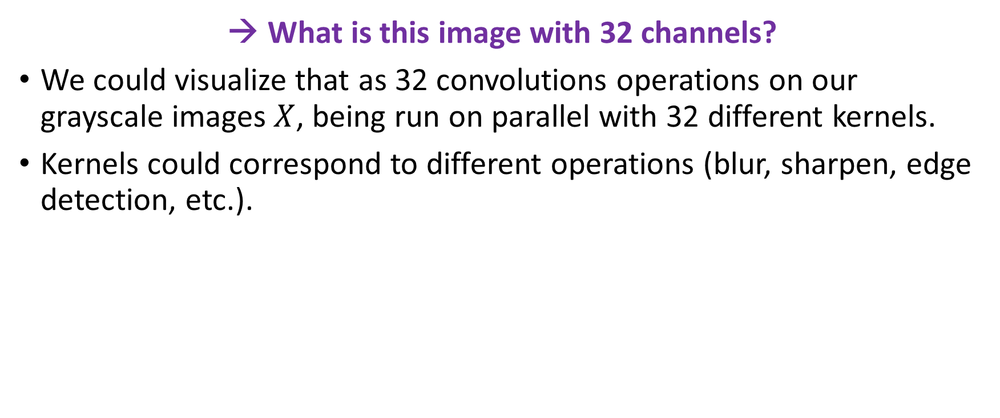 → What is this image with 32 channels?
• We could visualize that as 32 convolutions operations on our
grayscale images X, being run on parallel with 32 different kernels.
• Kernels could correspond to different operations (blur, sharpen, edge
detection, etc.).